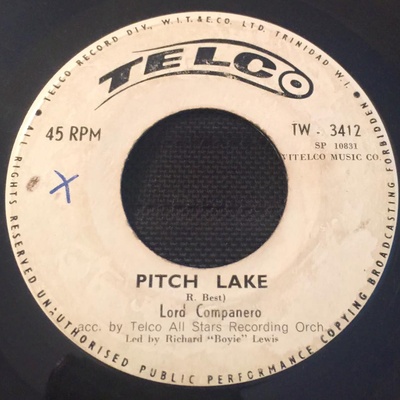 TELCO RECORD DIV., W.I.T. & E.CO. LTD. TRINIDAD W.I.
TELCO
45 RPM
TW - 3412
SP 10831
VITELCO MUSIC CO.
X
PITCH LAKE
R. Best)
Lord Companero
acc. by Telco All Stars Recording Orch.
Led by Richard "Boyie" Lewis
ALL RIGHTS RESERVED UNAUTHORISED PUBLIC PERFORMANCE COPYING BROADCASTING FORBIDDEN